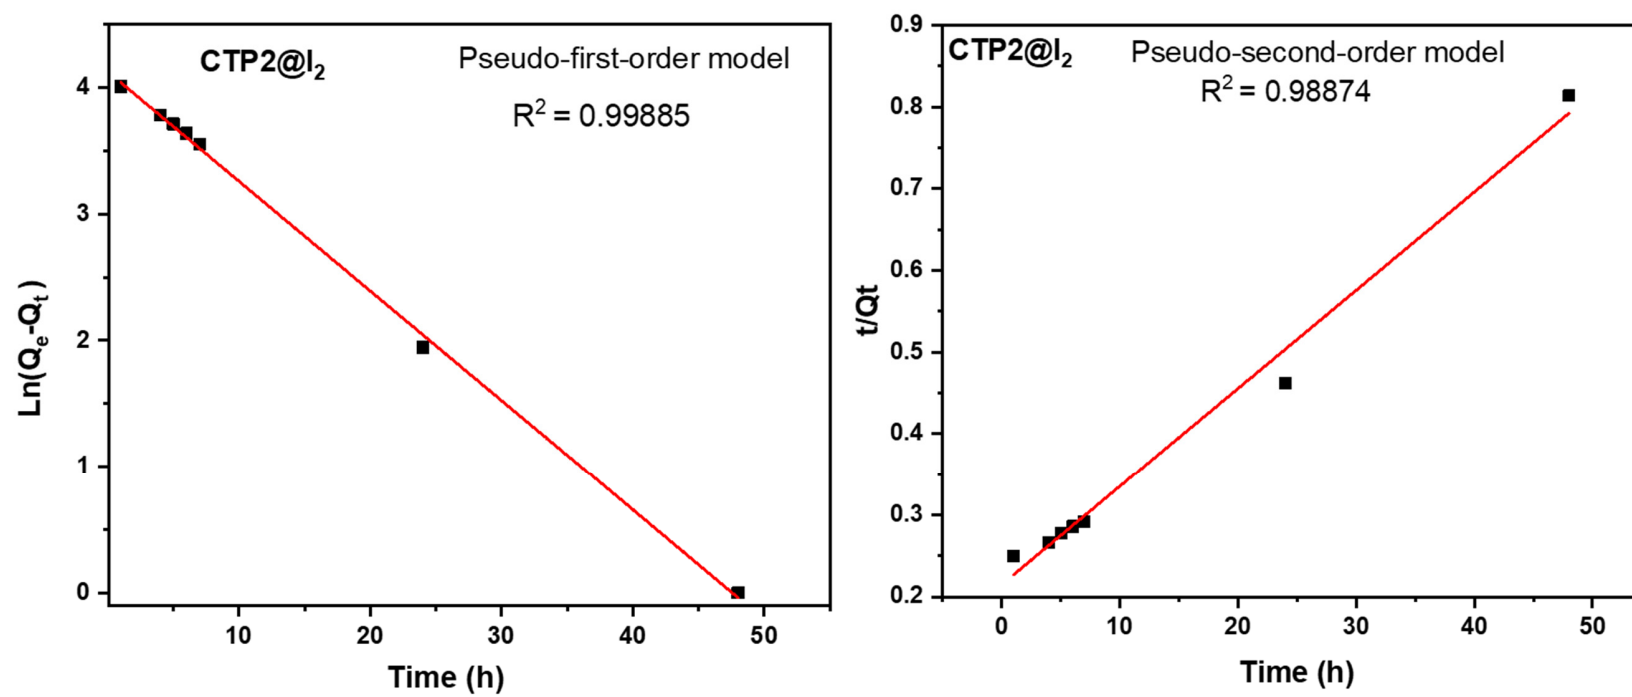 CTP2@I₂
Pseudo-first-order model
R² = 0.99885
4
3
2
1
0
10 20 30 40 50
Time (h)
Ln(Qₑ-Qₜ)
CTP2@I₂
Pseudo-second-order model
R² = 0.98874
0.9
0.8
0.7
0.6
0.5
0.4
0.3
0.2
0 10 20 30 40 50
Time (h)
t/Qt